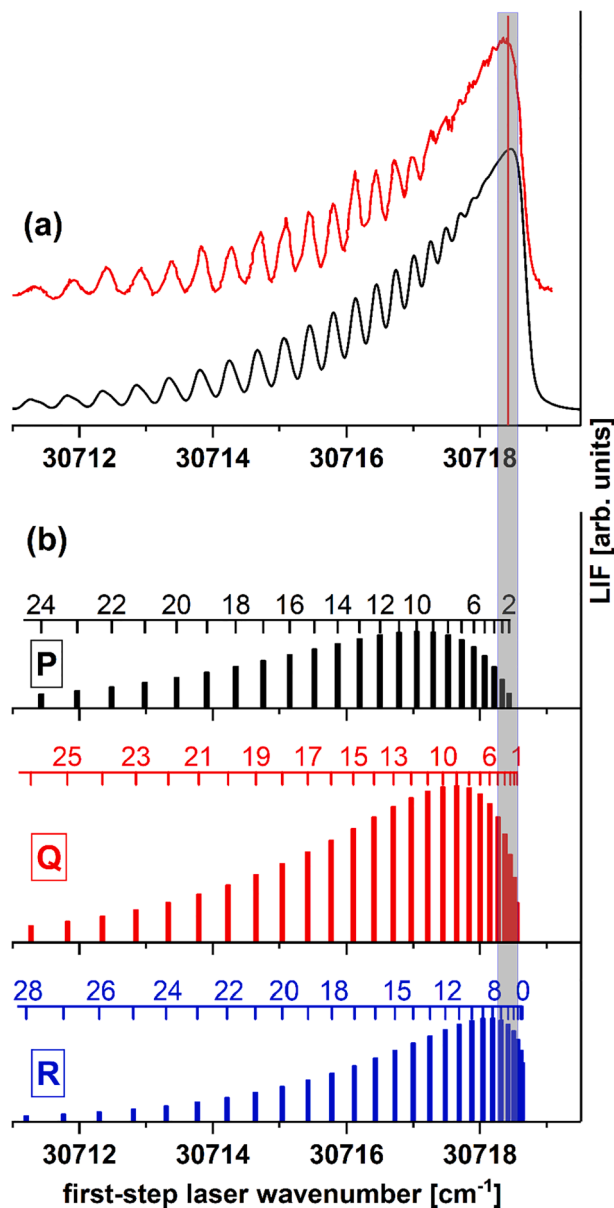 (a)
30712 30714 30716 30718
LIF [arb. units]
(b)
24 22 20 18 16 14 12 10 6 2
P
25 23 21 19 17 15 13 10 6 1
Q
28 26 24 22 20 18 15 12 8 0
R
30712 30714 30716 30718
first-step laser wavenumber [cm⁻¹]